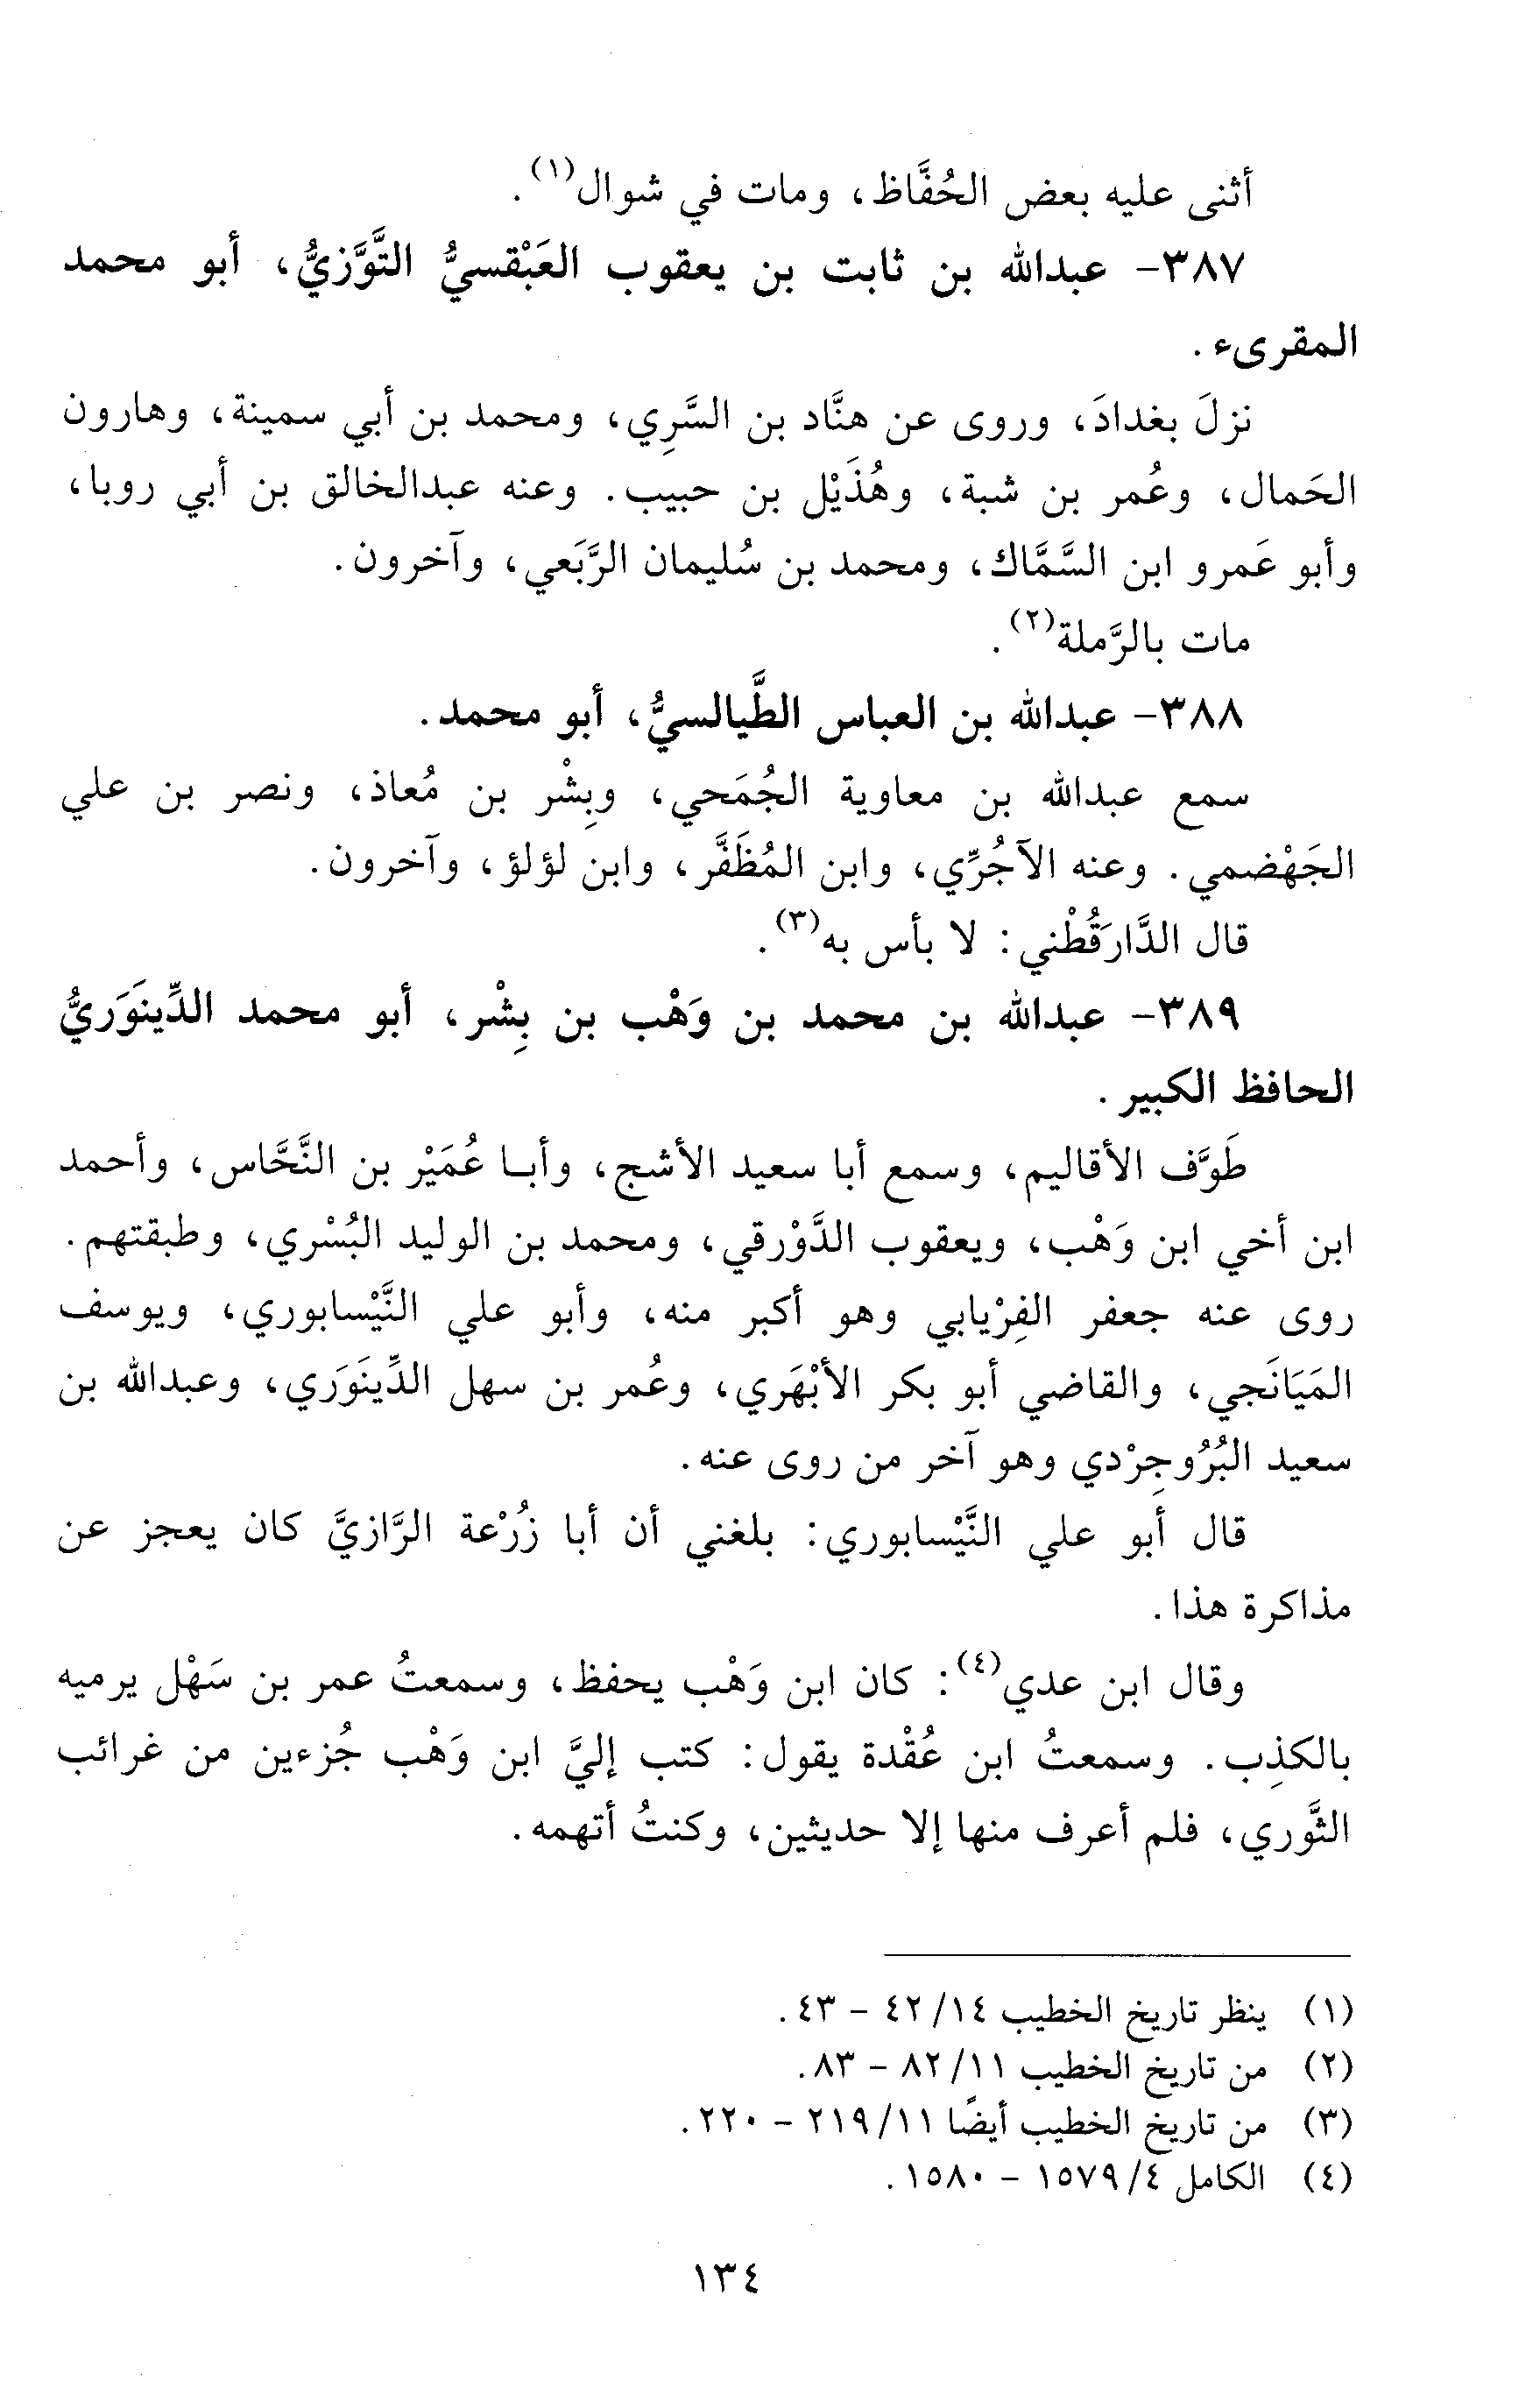 أثنى عليه بعض الحُفَّاظ، ومات في شوال(١).
٣٨٧- عبدالله بن ثابت بن يعقوب العَبْقسيُّ التَّوَّزيُّ، أبو محمد
المقرىء.
نزلَ بغدادَ، وروى عن هنَّاد بن السَّرِي، ومحمد بن أبي سمينة، وهارون
الحَمال، وعُمر بن شبة، وهُذَيْل بن حبيب. وعنه عبدالخالق بن أبي روبا،
وأبو عَمرو ابن السَّمَّاك، ومحمد بن سُليمان الرَّبَعي، وآخرون.
مات بالرَّملة(٢).
٣٨٨- عبدالله بن العباس الطَّيالسيُّ، أبو محمد.
سمع عبدالله بن معاوية الجُمَحي، وبِشْر بن مُعاذ، ونصر بن علي
الجَهْضمي. وعنه الآجُرِّي، وابن المُظَفَّر، وابن لؤلؤ، وآخرون.
قال الدَّارَقُطْني: لا بأس به(٣).
٣٨٩- عبدالله بن محمد بن وَهْب بن بِشْر، أبو محمد الدِّينَوَريُّ
الحافظ الكبير.
طَوَّف الأقاليم، وسمع أبا سعيد الأشج، وأبا عُمَيْر بن النَّحَّاس، وأحمد
ابن أخي ابن وَهْب، ويعقوب الدَّوْرقي، ومحمد بن الوليد البُسْري، وطبقتهم.
روى عنه جعفر الفِرْيابي وهو أكبر منه، وأبو علي النَّيْسابوري، ويوسف
المَيَانَجي، والقاضي أبو بكر الأبْهَري، وعُمر بن سهل الدِّينَوَري، وعبدالله بن
سعيد البُرُوجِرْدي وهو آخر من روى عنه.
قال أبو علي النَّيْسابوري: بلغني أن أبا زُرْعة الرَّازيَّ كان يعجز عن
مذاكرة هذا.
وقال ابن عدي(٤): كان ابن وَهْب يحفظ، وسمعتُ عمر بن سَهْل يرميه
بالكذِب. وسمعتُ ابن عُقْدة يقول: كتب إليَّ ابن وَهْب جُزءين من غرائب
الثَّوري، فلم أعرف منها إلا حديثين، وكنتُ أتهمه.
(١) ينظر تاريخ الخطيب ١٤/ ٤٢ - ٤٣.
(٢) من تاريخ الخطيب ١١/ ٨٢ - ٨٣.
(٣) من تاريخ الخطيب أيضًا ١١/ ٢١٩ - ٢٢٠.
(٤) الكامل ٤/ ١٥٧٩ - ١٥٨٠.
١٣٤